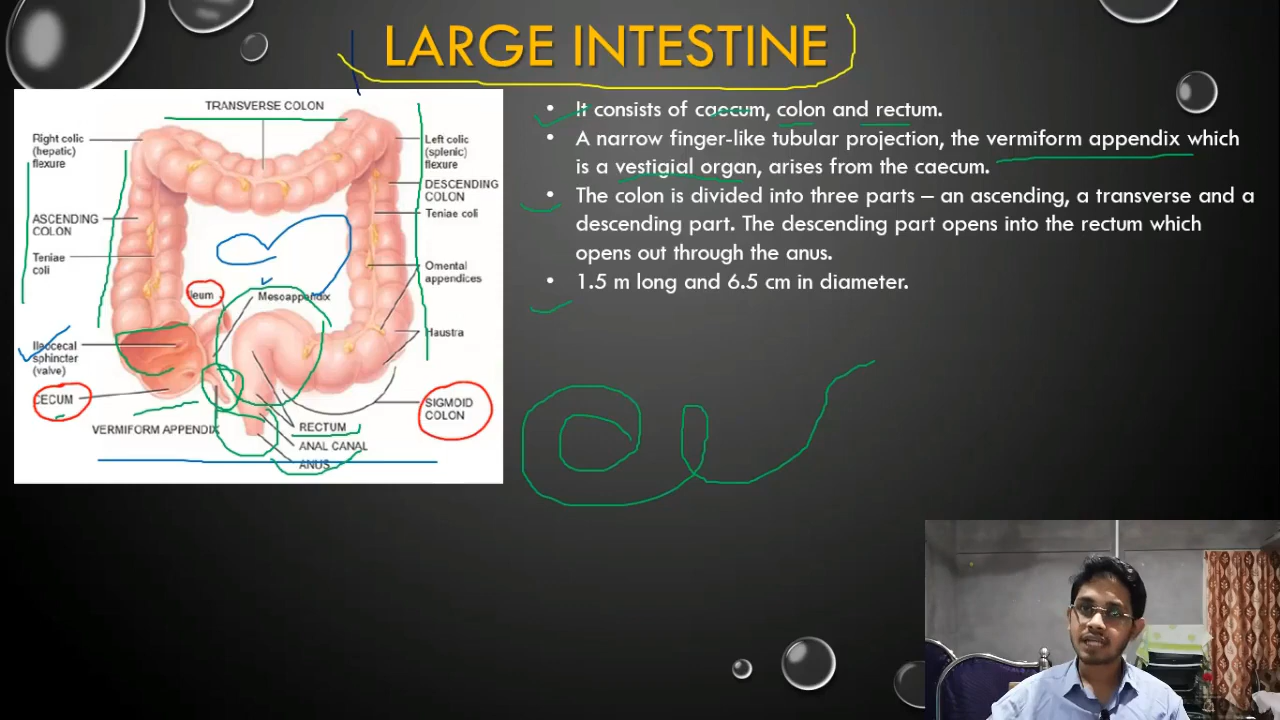 LARGE INTESTINE
TRANSVERSE COLON
Right colic
(hepatic)
flexure
Left colic
(splenic)
flexure
DESCENDING
COLON
ASCENDING
COLON
Teniae coli
Teniae
coli
Omental
appendices
Ileum
Mesoappendix
Haustra
Ileocecal
sphincter
(valve)
CECUM
SIGMOID
COLON
VERMIFORM APPENDIX
RECTUM
ANAL CANAL
ANUS
• It consists of caecum, colon and rectum.
• A narrow finger-like tubular projection, the vermiform appendix which
is a vestigial organ, arises from the caecum.
• The colon is divided into three parts – an ascending, a transverse and a
descending part. The descending part opens into the rectum which
opens out through the anus.
• 1.5 m long and 6.5 cm in diameter.